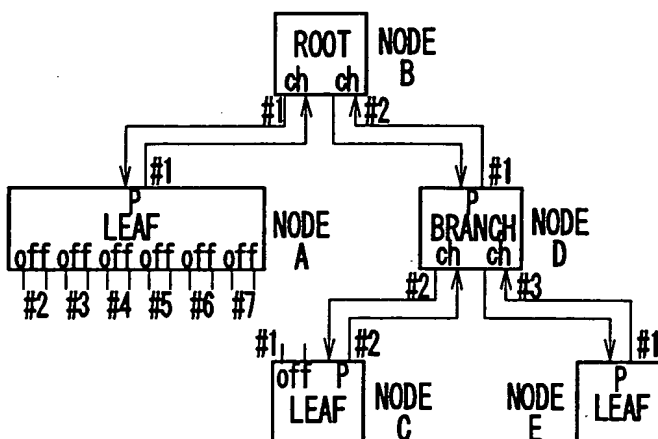 ROOT
NODE
B
ch ch
#1 #2
#1 #1
P
LEAF
NODE
A
off off off off off off
#2 #3 #4 #5 #6 #7
P
BRANCH
NODE
D
ch ch
#2 #3
#1 #2
off P
LEAF
NODE
C
#1
NODE
E
P
LEAF